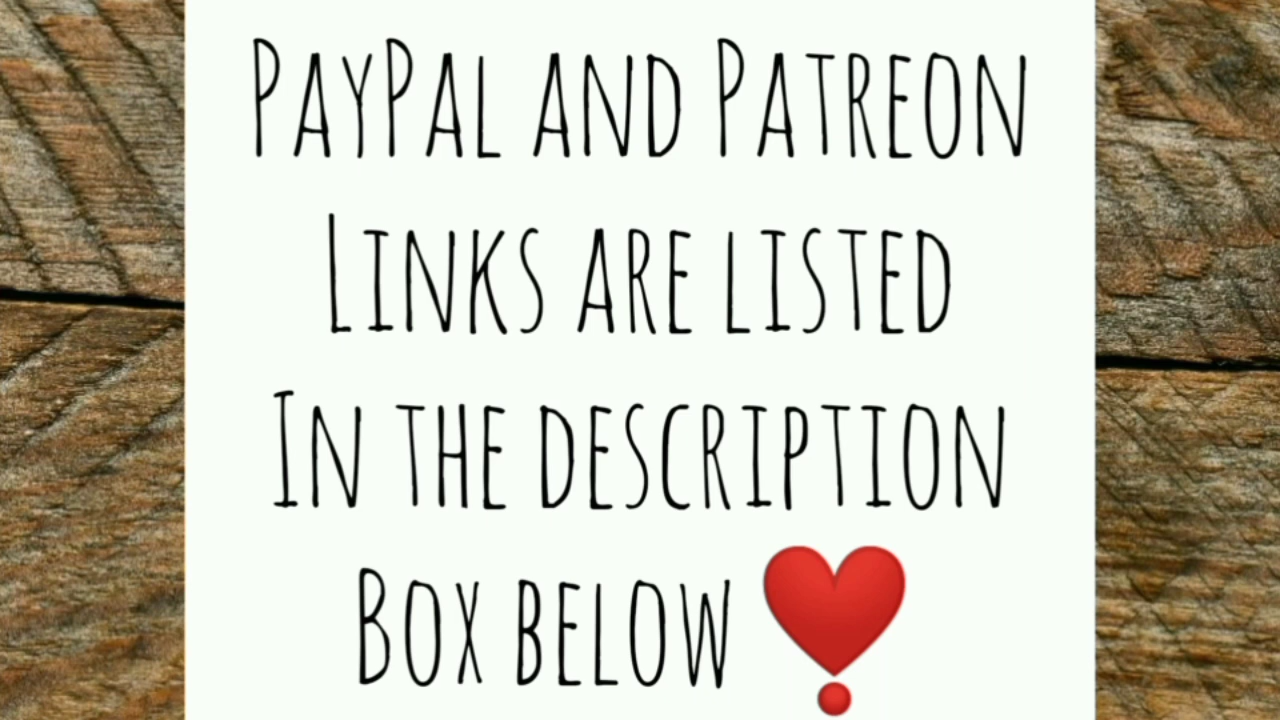 PayPal and Patreon
Links are listed
In the description
Box below ❣